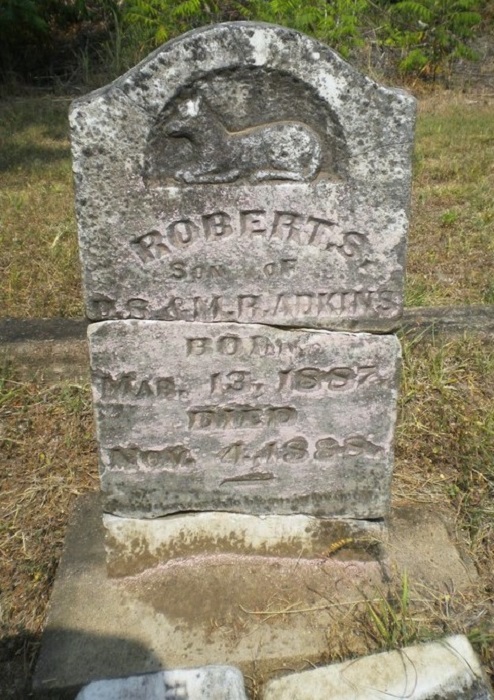 ROBERT. S.
SON OF
D. S. & M. R. ADKINS
BORN
MAR. 13, 1887
DIED
NOV. 4, 1888.